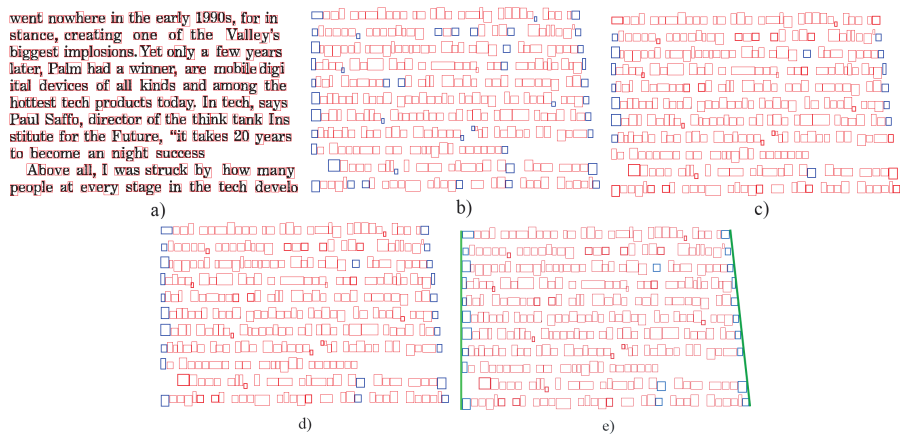 went nowhere in the early 1990s, for in
stance, creating one of the Valley's
biggest implosions. Yet only a few years
later, Palm had a winner, are mobile digi
ital devices of all kinds and among the
hottest tech products today. In tech, says
Paul Saffo, director of the think tank Ins
stitute for the Future, “it takes 20 years
to become an night success
Above all, I was struck by how many
people at every stage in the tech develo
a)
b)
c)
d)
e)